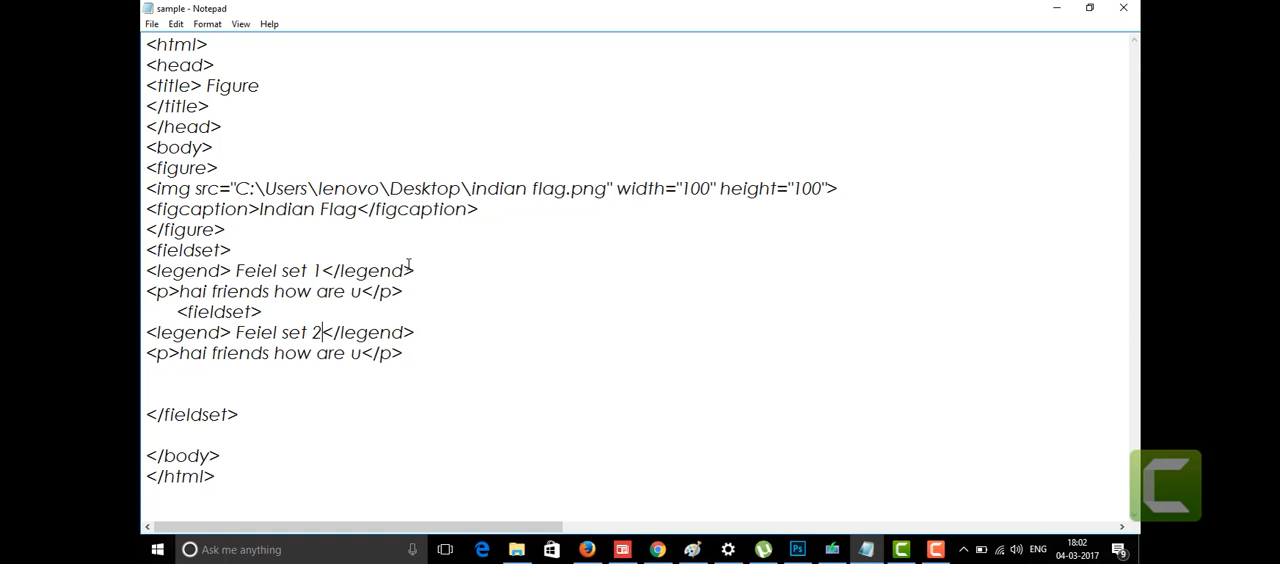 sample - Notepad
File Edit Format View Help
<html>
<head>
<title> Figure
</title>
</head>
<body>
<figure>
<img src="C:\Users\lenovo\Desktop\indian flag.png" width="100" height="100">
<figcaption>Indian Flag</figcaption>
</figure>
<fieldset>
<legend> Feiel set 1</legend>
<p>hai friends how are u</p>
<fieldset>
<legend> Feiel set 2</legend>
<p>hai friends how are u</p>
</fieldset>
</body>
</html>
Ask me anything
ENG
18:02
04-03-2017